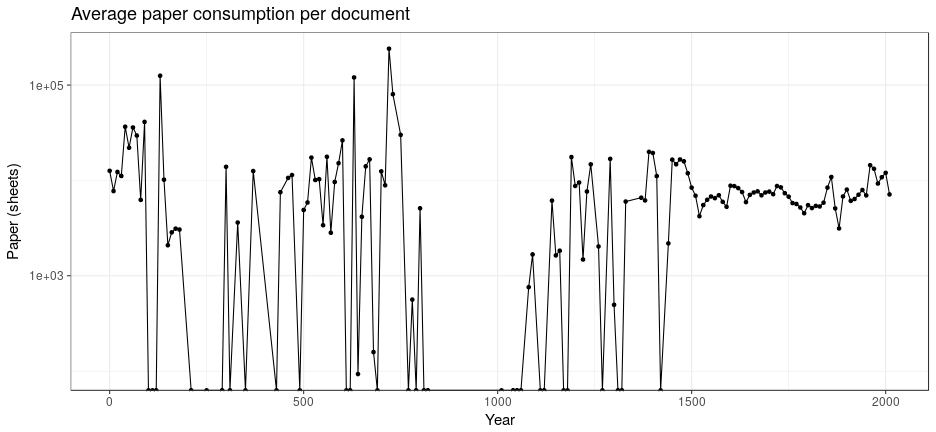 Average paper consumption per document
Paper (sheets)
1e+05
1e+03
0 500 1000 1500 2000
Year